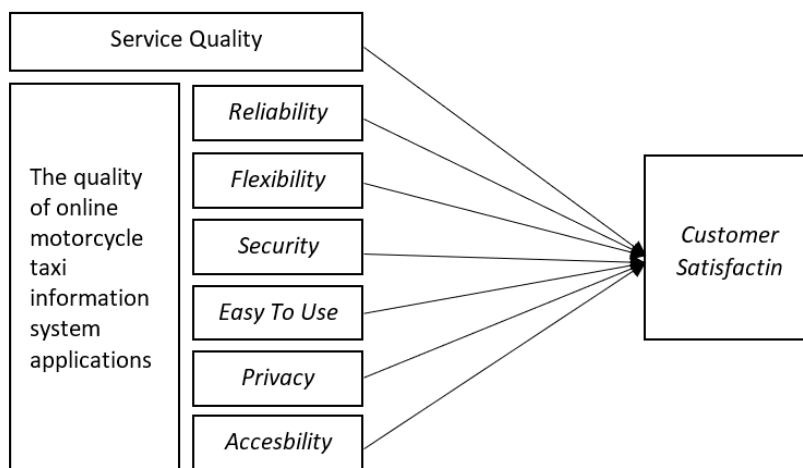 Service Quality
The quality
of online
motorcycle
taxi
information
system
applications
Reliability
Flexibility
Security
Easy To Use
Privacy
Accesbility
Customer
Satisfactin